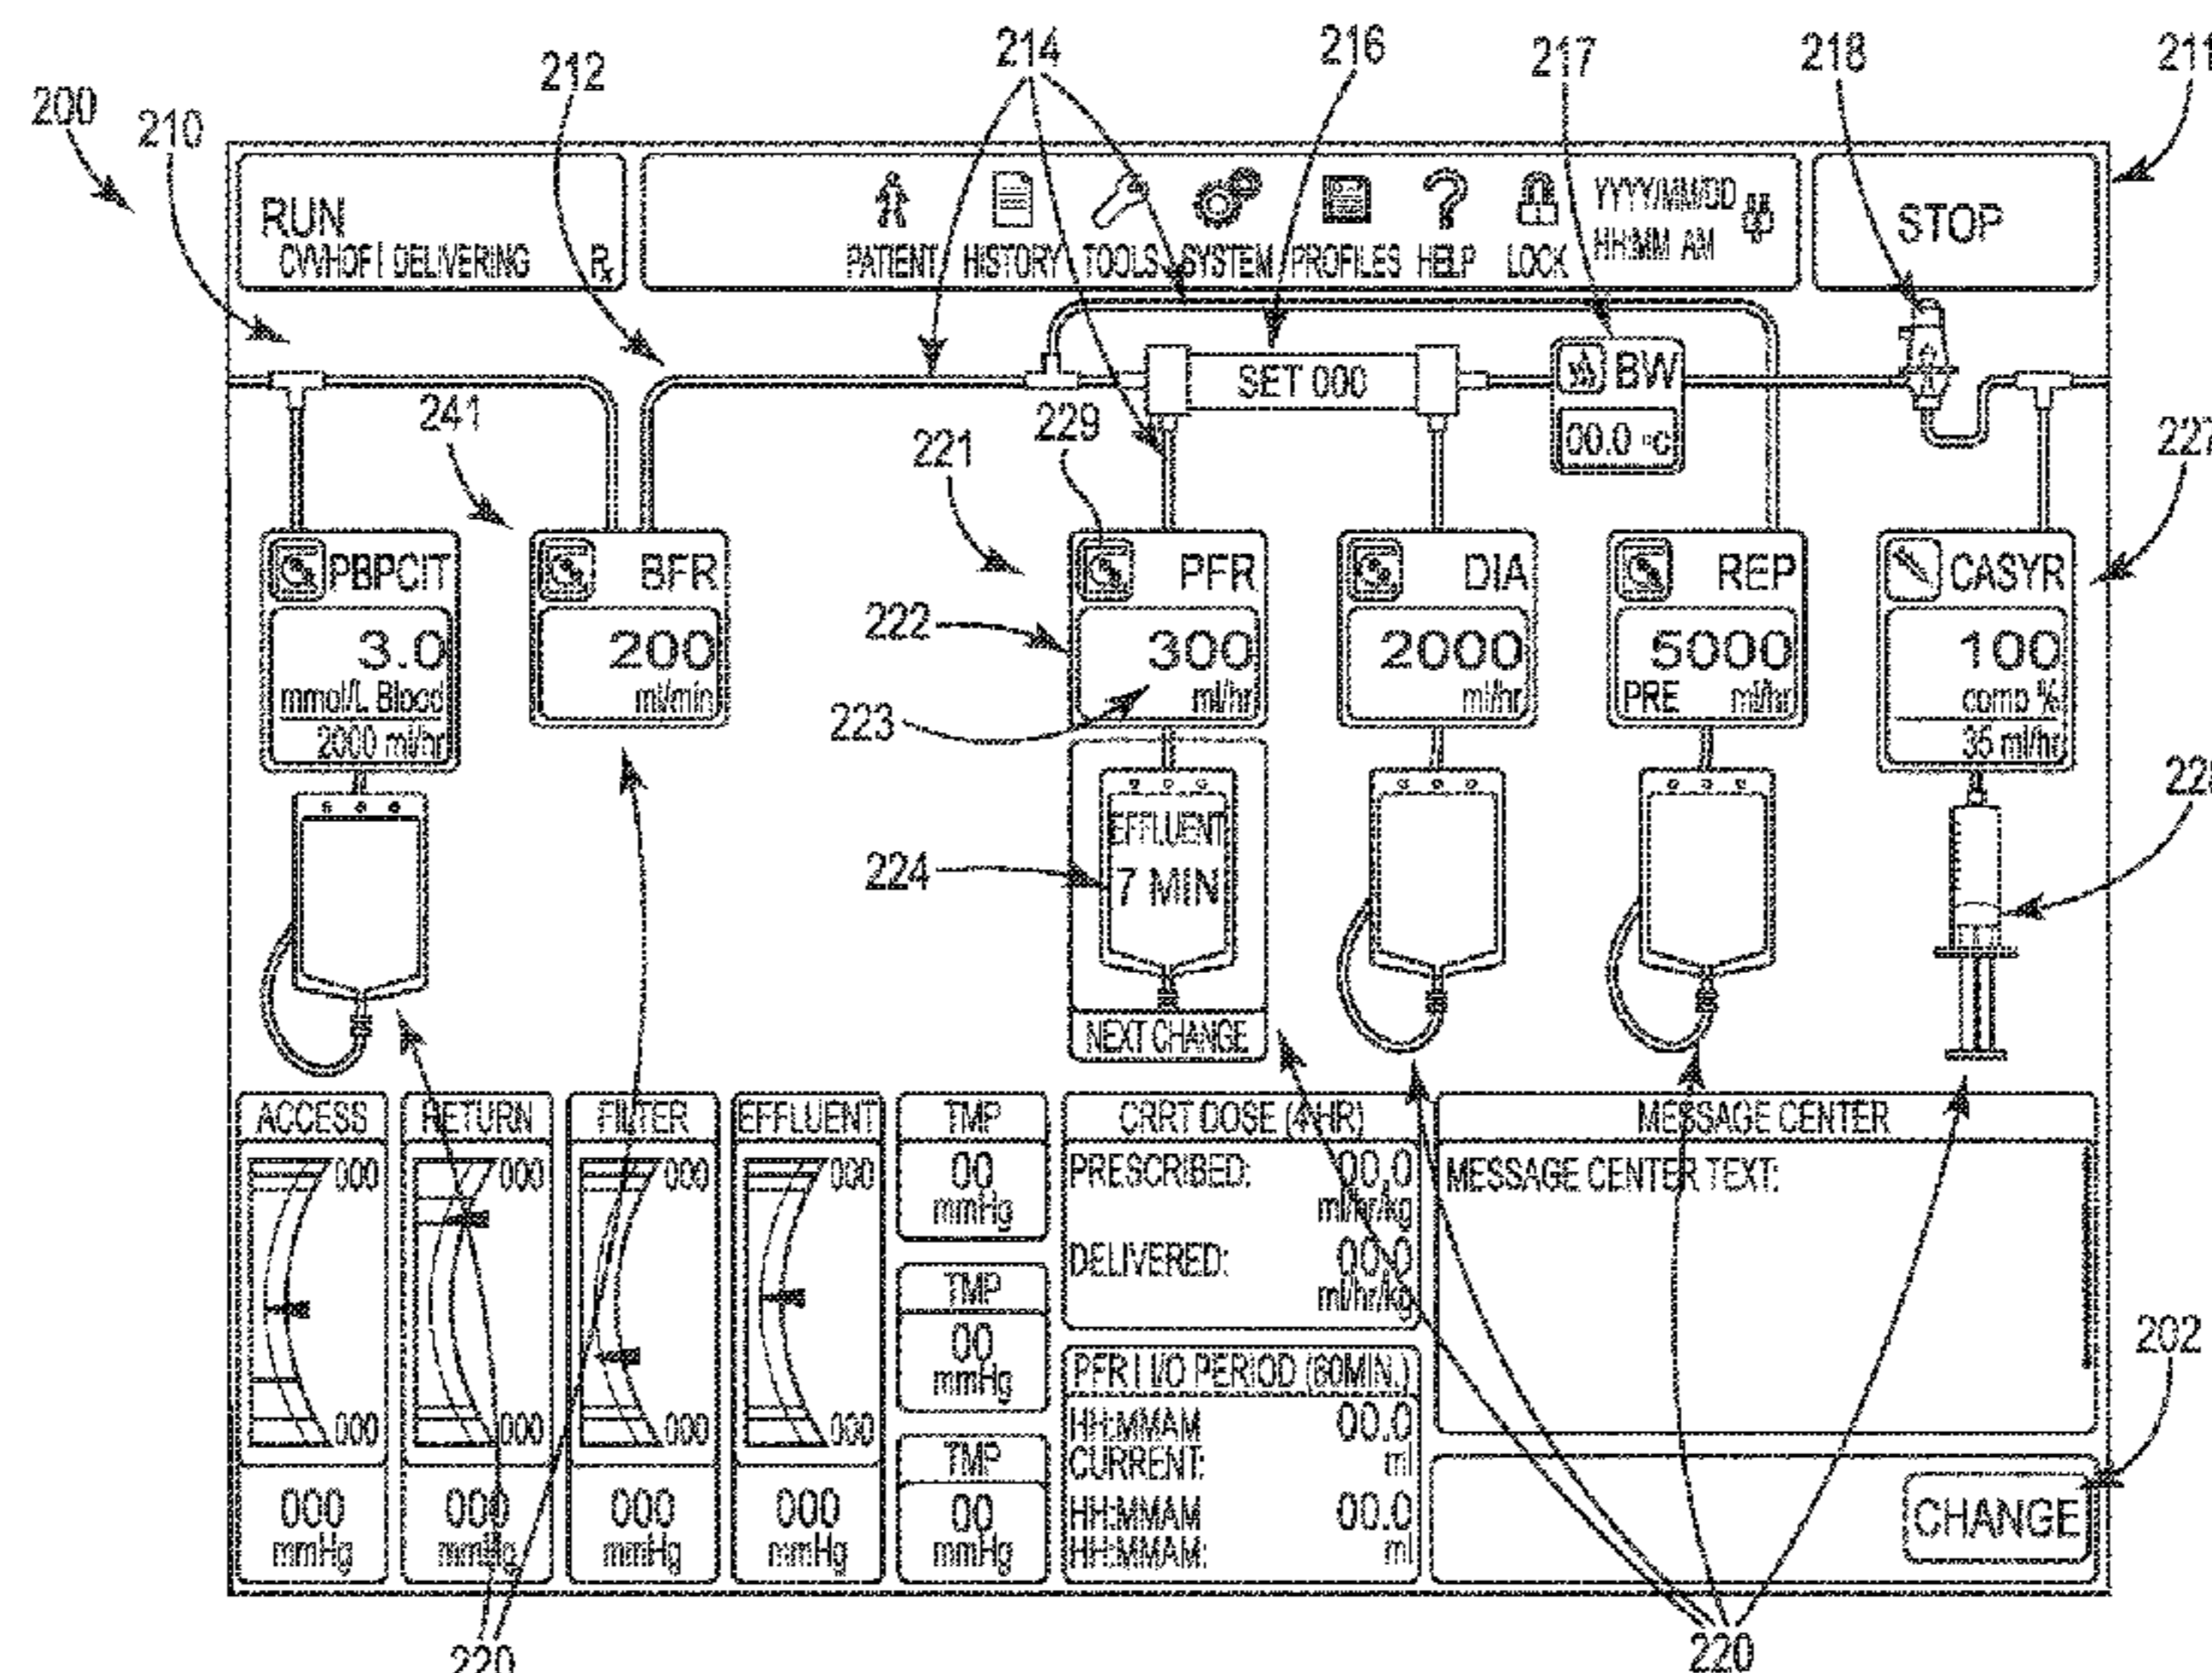 200
210
212
214
216
217
218
211
RUN
CVVHDF | DELIVERING Rx
PATIENT HISTORY TOOLS SYSTEM PROFILES HELP LOCK
YYYY/MM/DD
HH:MM AM
STOP
SET 000
BW
00.0 °C
241
221
229
227
PBPCIT
3.0
mmol/L Blood
2000 ml/hr
BFR
200
ml/min
PFR
300
ml/hr
DIA
2000
ml/hr
REP
5000
PRE ml/hr
CASYR
100
comp %
35 ml/hr
222
223
224
EFFLUENT
7 MIN
NEXT CHANGE
ACCESS
000
000
000
mmHg
RETURN
000
000
000
mmHg
FILTER
000
000
000
mmHg
EFFLUENT
000
000
000
mmHg
TMP
00
mmHg
TMP
00
mmHg
TMP
00
mmHg
CRRT DOSE (4 HR)
PRESCRIBED: 00.0
ml/hr/kg
DELIVERED: 00.0
ml/hr/kg
PFR | I/O PERIOD (60MIN.)
HH:MMAM 00.0
CURRENT: ml
HH:MMAM 00.0
HH:MMAM: ml
MESSAGE CENTER
MESSAGE CENTER TEXT:
202
CHANGE
220
220